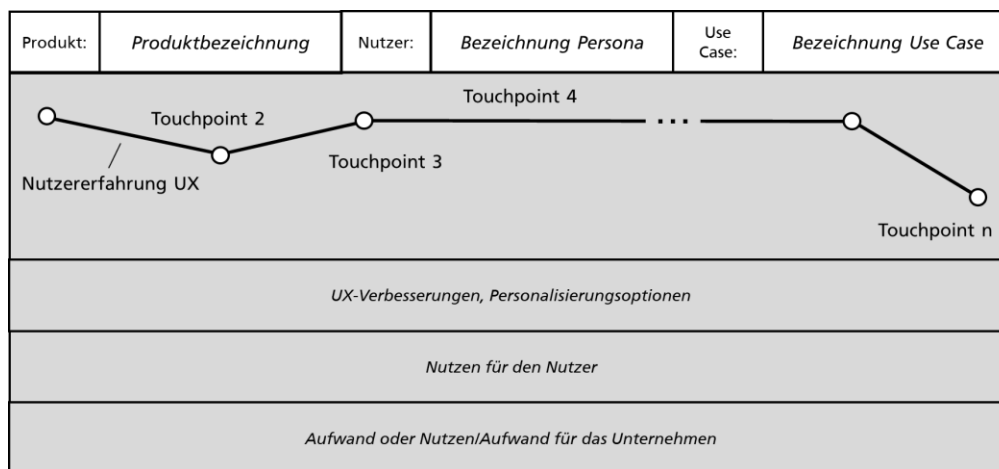 Produkt:
Produktbezeichnung
Nutzer:
Bezeichnung Persona
Use
Case:
Bezeichnung Use Case
Touchpoint 4
Touchpoint 2
...
Touchpoint 3
Nutzererfahrung UX
Touchpoint n
UX-Verbesserungen, Personalisierungsoptionen
Nutzen für den Nutzer
Aufwand oder Nutzen/Aufwand für das Unternehmen